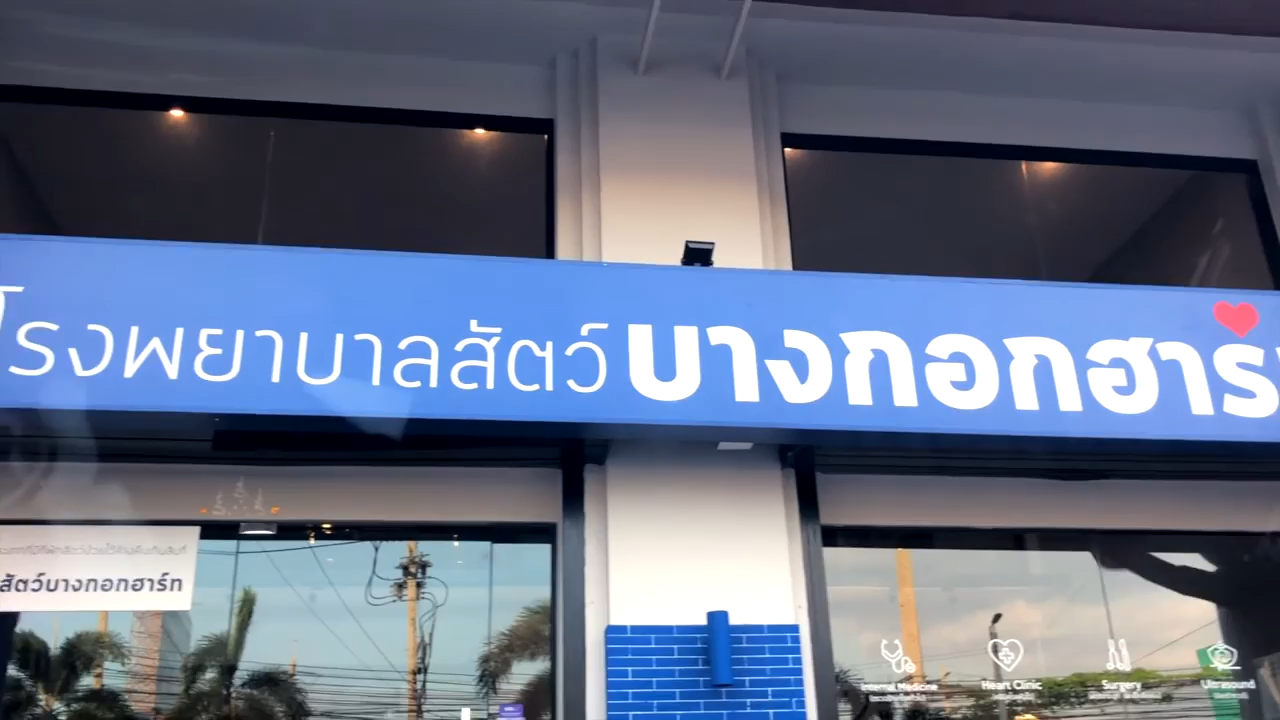 โรงพยาบาลสัตว์บางกอกฮาร์
สัตว์บางกอกฮาร์ท
Internal Medicine
Heart Clinic
Surgery
Ultrasound